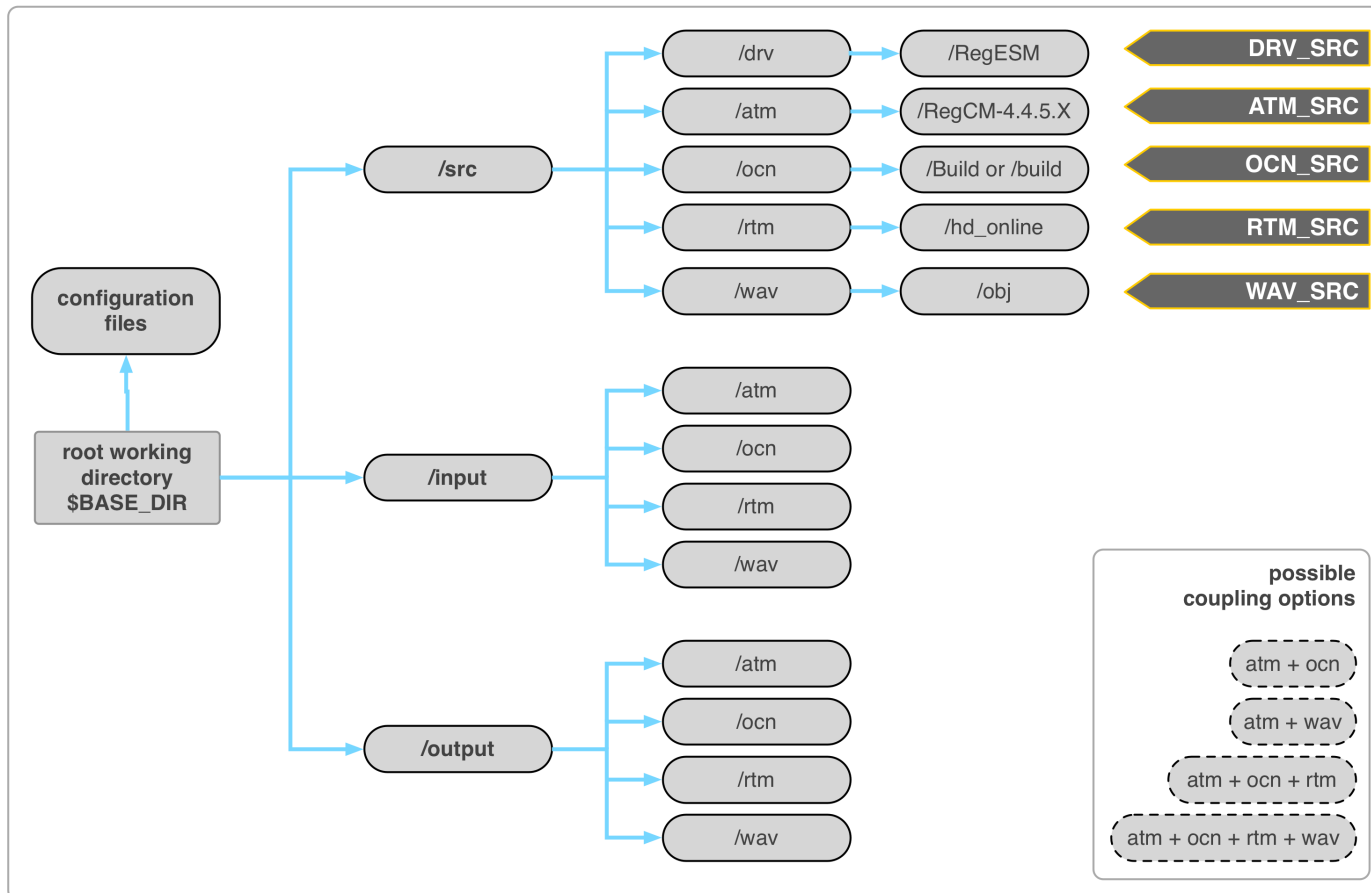 /drv
/RegESM
DRV_SRC
/atm
/RegCM-4.4.5.X
ATM_SRC
/src
/ocn
/Build or /build
OCN_SRC
/rtm
/hd_online
RTM_SRC
/wav
/obj
WAV_SRC
configuration
files
root working
directory
$BASE_DIR
/input
/atm
/ocn
/rtm
/wav
/output
/atm
/ocn
/rtm
/wav
possible
coupling options
atm + ocn
atm + wav
atm + ocn + rtm
atm + ocn + rtm + wav